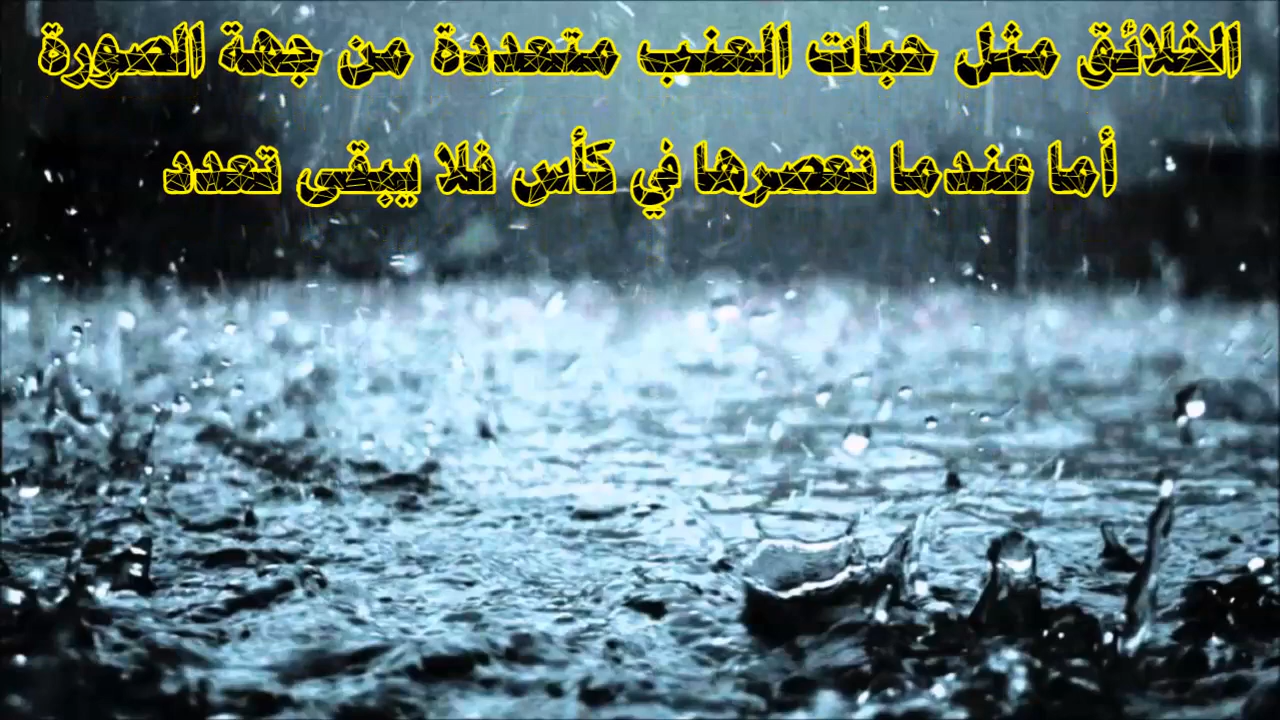 الخلائق مثل حبات العنب متعددة من جهة الصورة
أما عندما تعصرها في كأس فلا يبقى تعدد